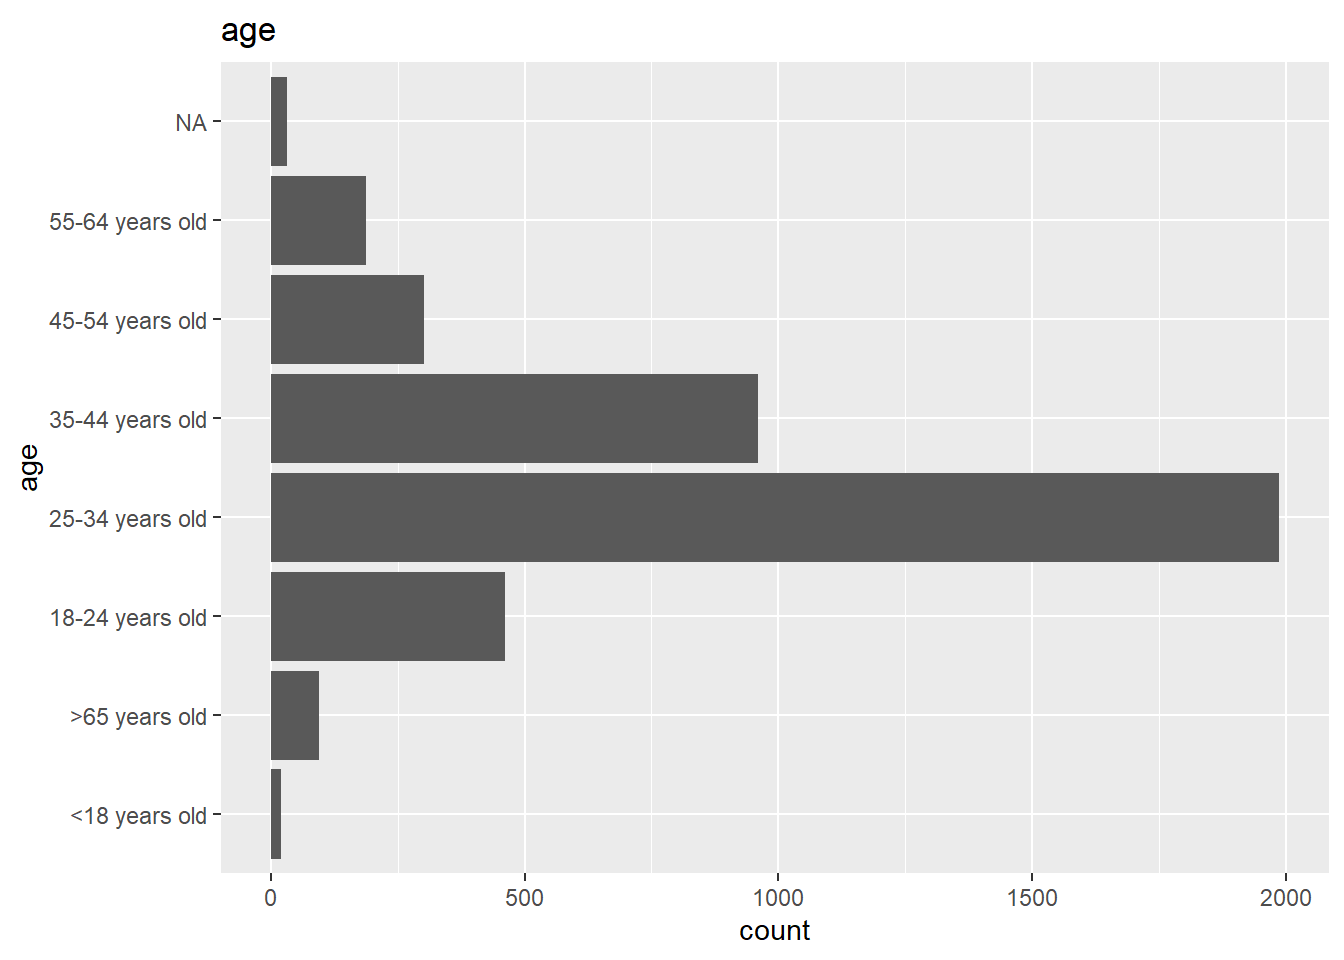 age
NA
55-64 years old
45-54 years old
35-44 years old
25-34 years old
18-24 years old
>65 years old
<18 years old
age
0 500 1000 1500 2000
count